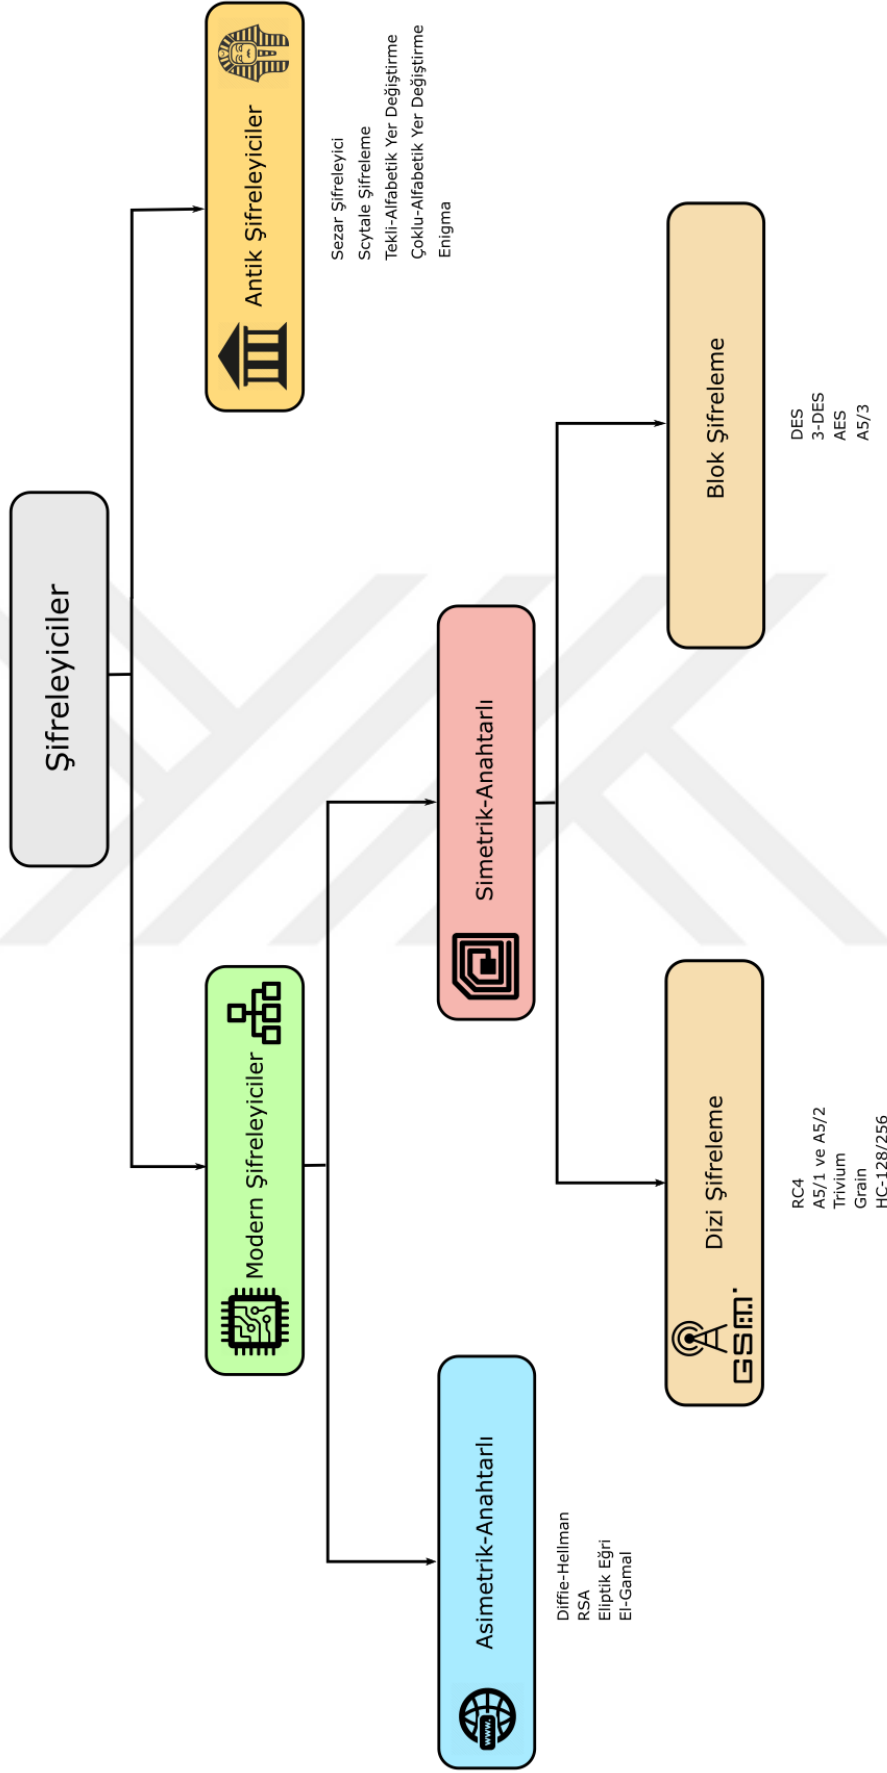 Şifreleyiciler
Modern Şifreleyiciler
Antik Şifreleyiciler
Sezar Şifreleyici
Scytale Şifreleme
Tekli-Alfabetik Yer Değiştirme
Çoklu-Alfabetik Yer Değiştirme
Enigma
www.
Asimetrik-Anahtarlı
Simetrik-Anahtarlı
Diffie-Hellman
RSA
Eliptik Eğri
El-Gamal
GSM
Dizi Şifreleme
Blok Şifreleme
RC4
A5/1 ve A5/2
Trivium
Grain
HC-128/256
DES
3-DES
AES
A5/3